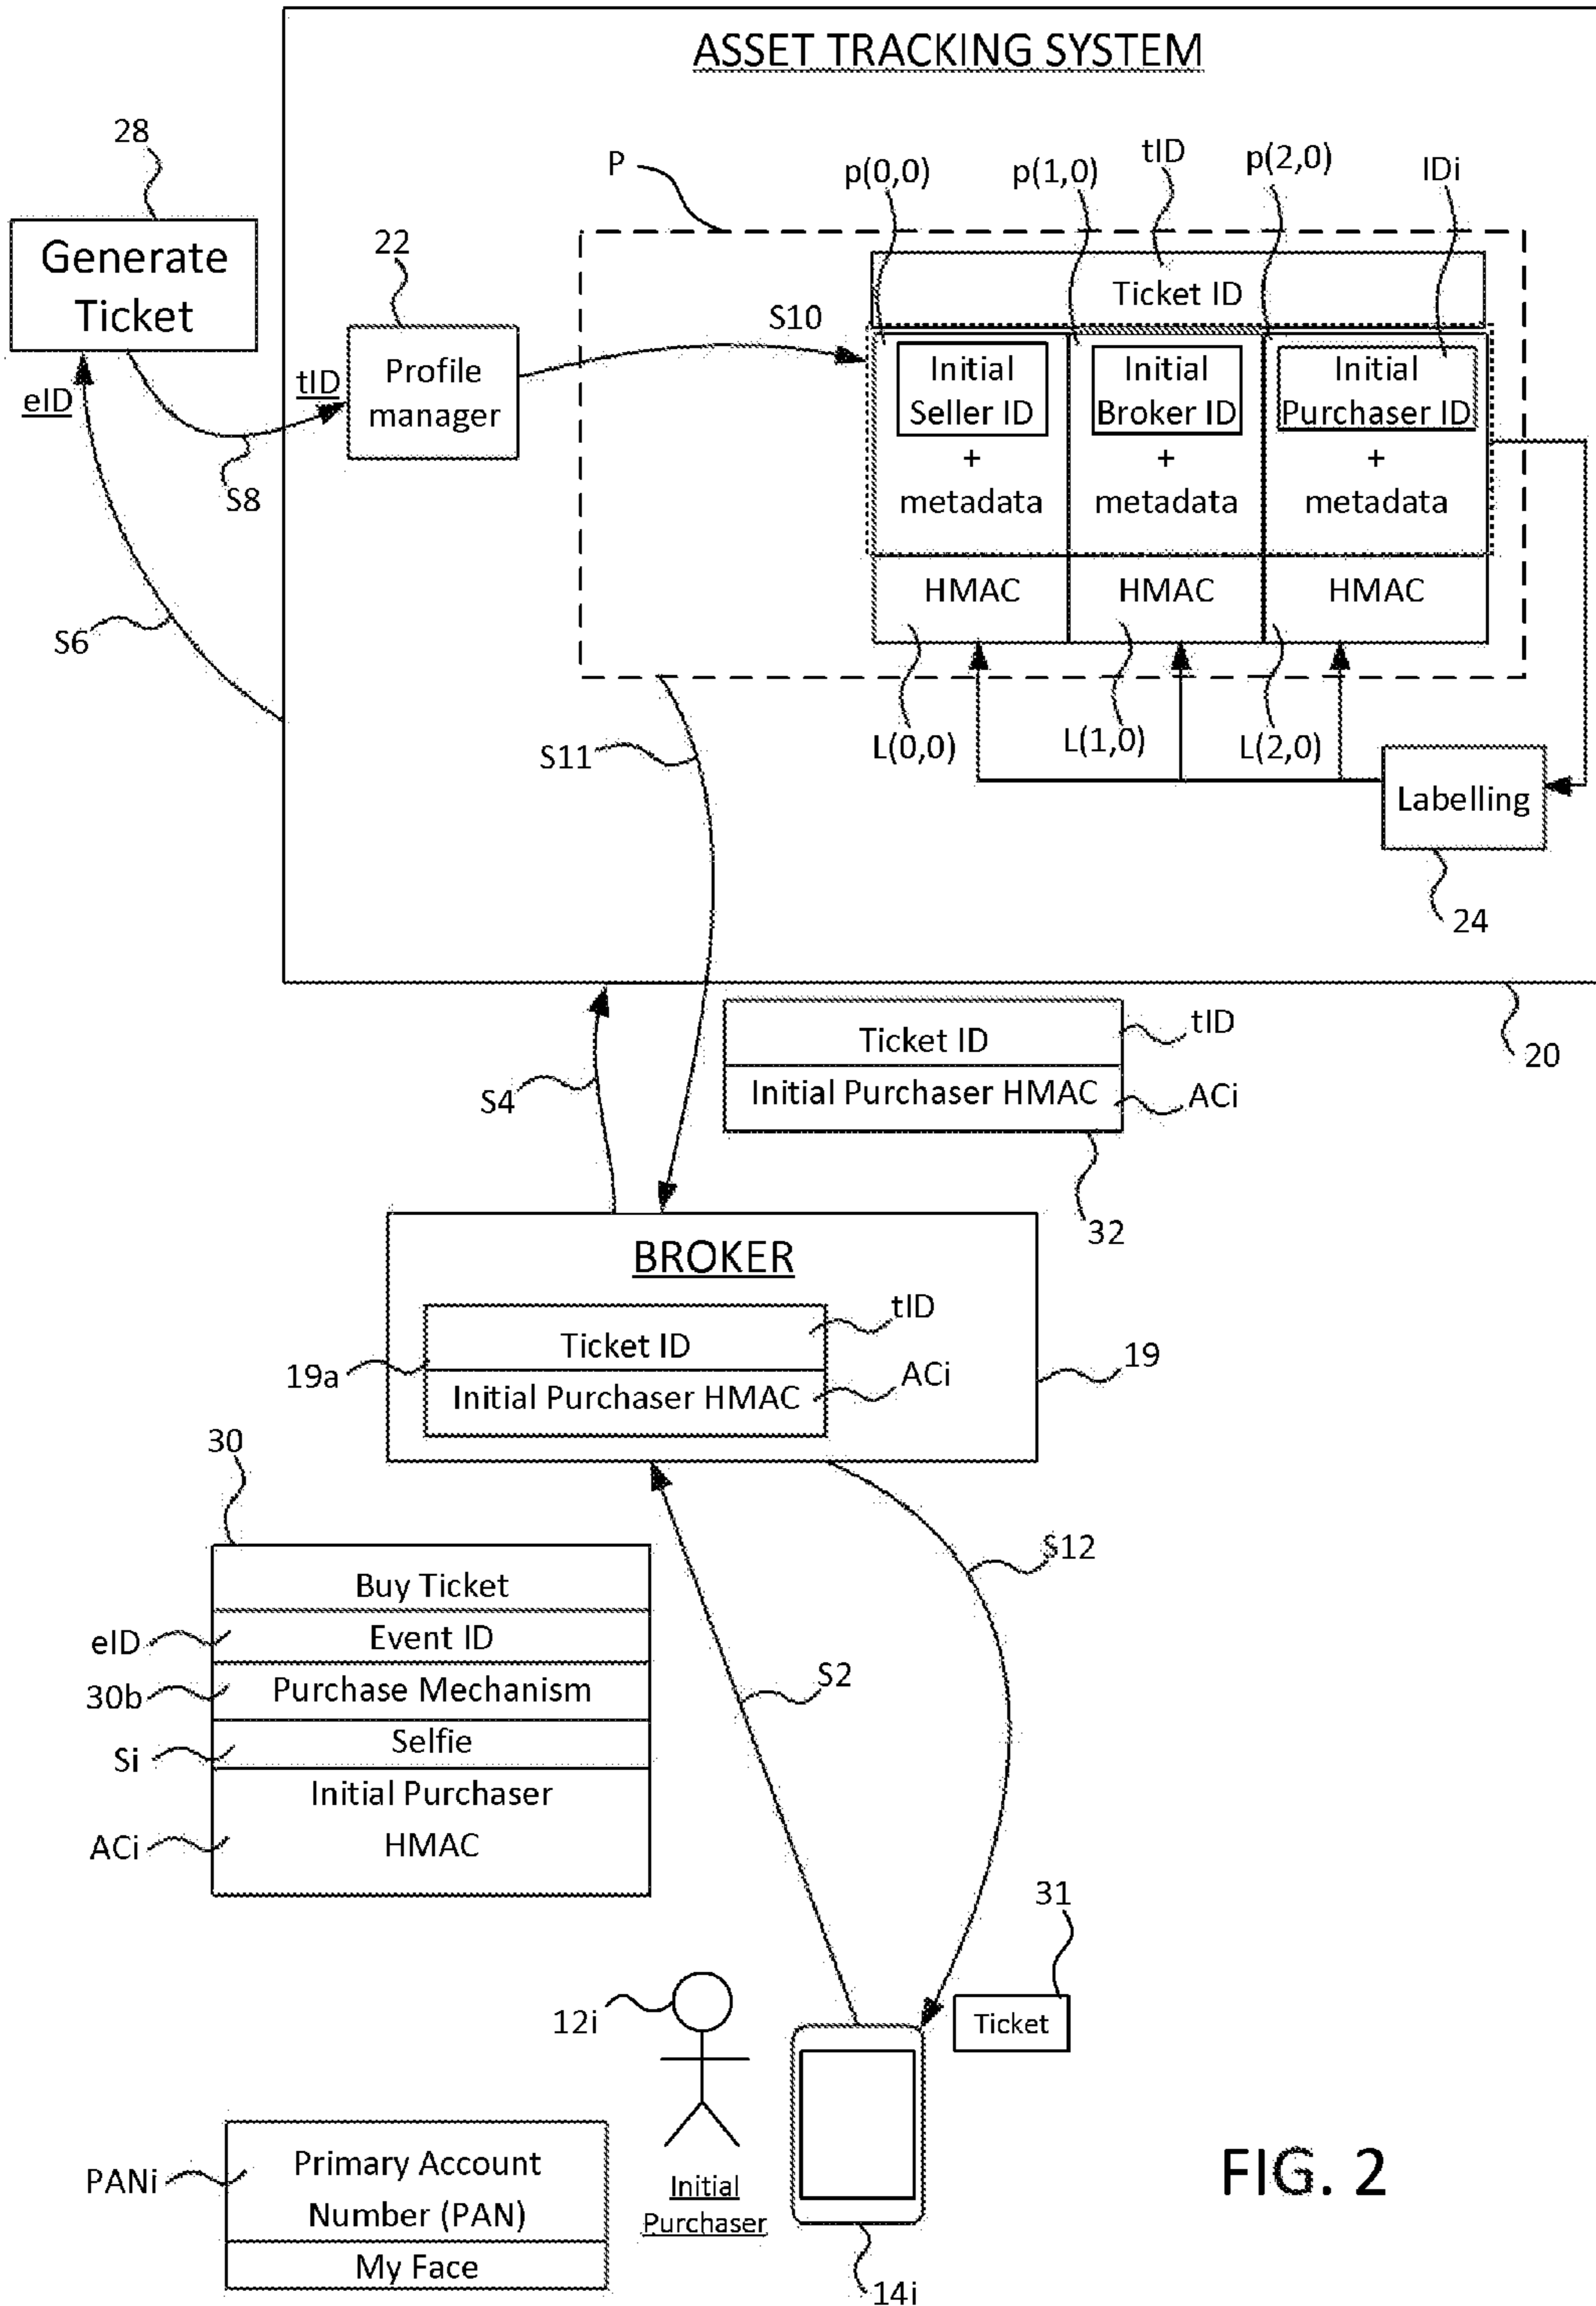 ASSET TRACKING SYSTEM
28
P
p(0,0)
p(1,0)
tID
p(2,0)
IDi
Generate
Ticket
22
Ticket ID
S10
eID
tID
Profile
manager
Initial
Seller ID
+
metadata
Initial
Broker ID
+
metadata
Initial
Purchaser ID
+
metadata
S8
HMAC
HMAC
HMAC
S6
S11
L(0,0)
L(1,0)
L(2,0)
Labelling
24
Ticket ID
tID
20
S4
Initial Purchaser HMAC
ACi
32
BROKER
tID
Ticket ID
19
19a
Initial Purchaser HMAC
ACi
30
S12
Buy Ticket
eID
Event ID
30b
Purchase Mechanism
S2
Si
Selfie
Initial Purchaser
ACi
HMAC
31
12i
Ticket
PANi
Primary Account
Number (PAN)
My Face
Initial
Purchaser
14i
FIG. 2